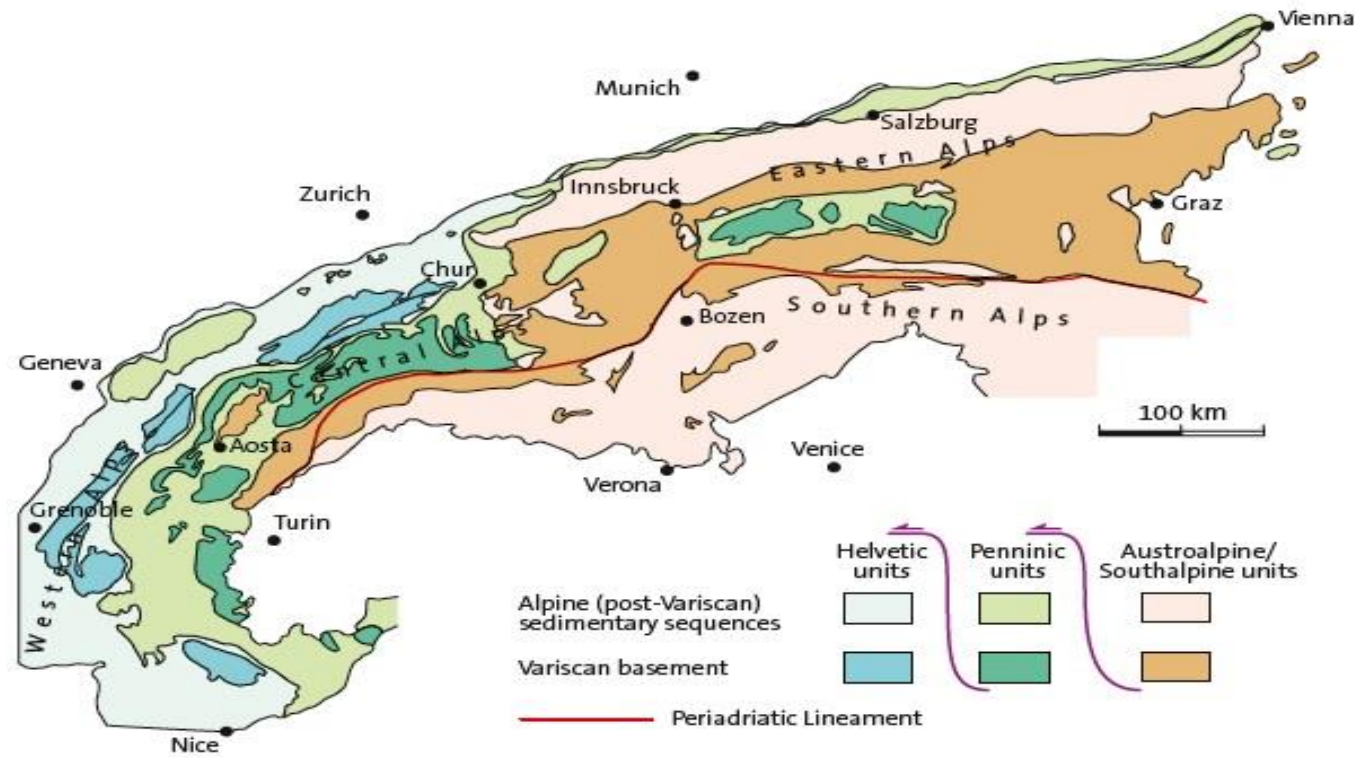 Vienna
Munich
Salzburg
Eastern Alps
Zurich
Innsbruck
Graz
Chur
Bozen
Southern Alps
Geneva
Central Alp
100 km
Aosta
Venice
Verona
Western Alps
Grenoble
Turin
Helvetic
units
Penninic
units
Austroalpine/
Southalpine units
Alpine (post-Variscan)
sedimentary sequences
Variscan basement
Periadriatic Lineament
Nice